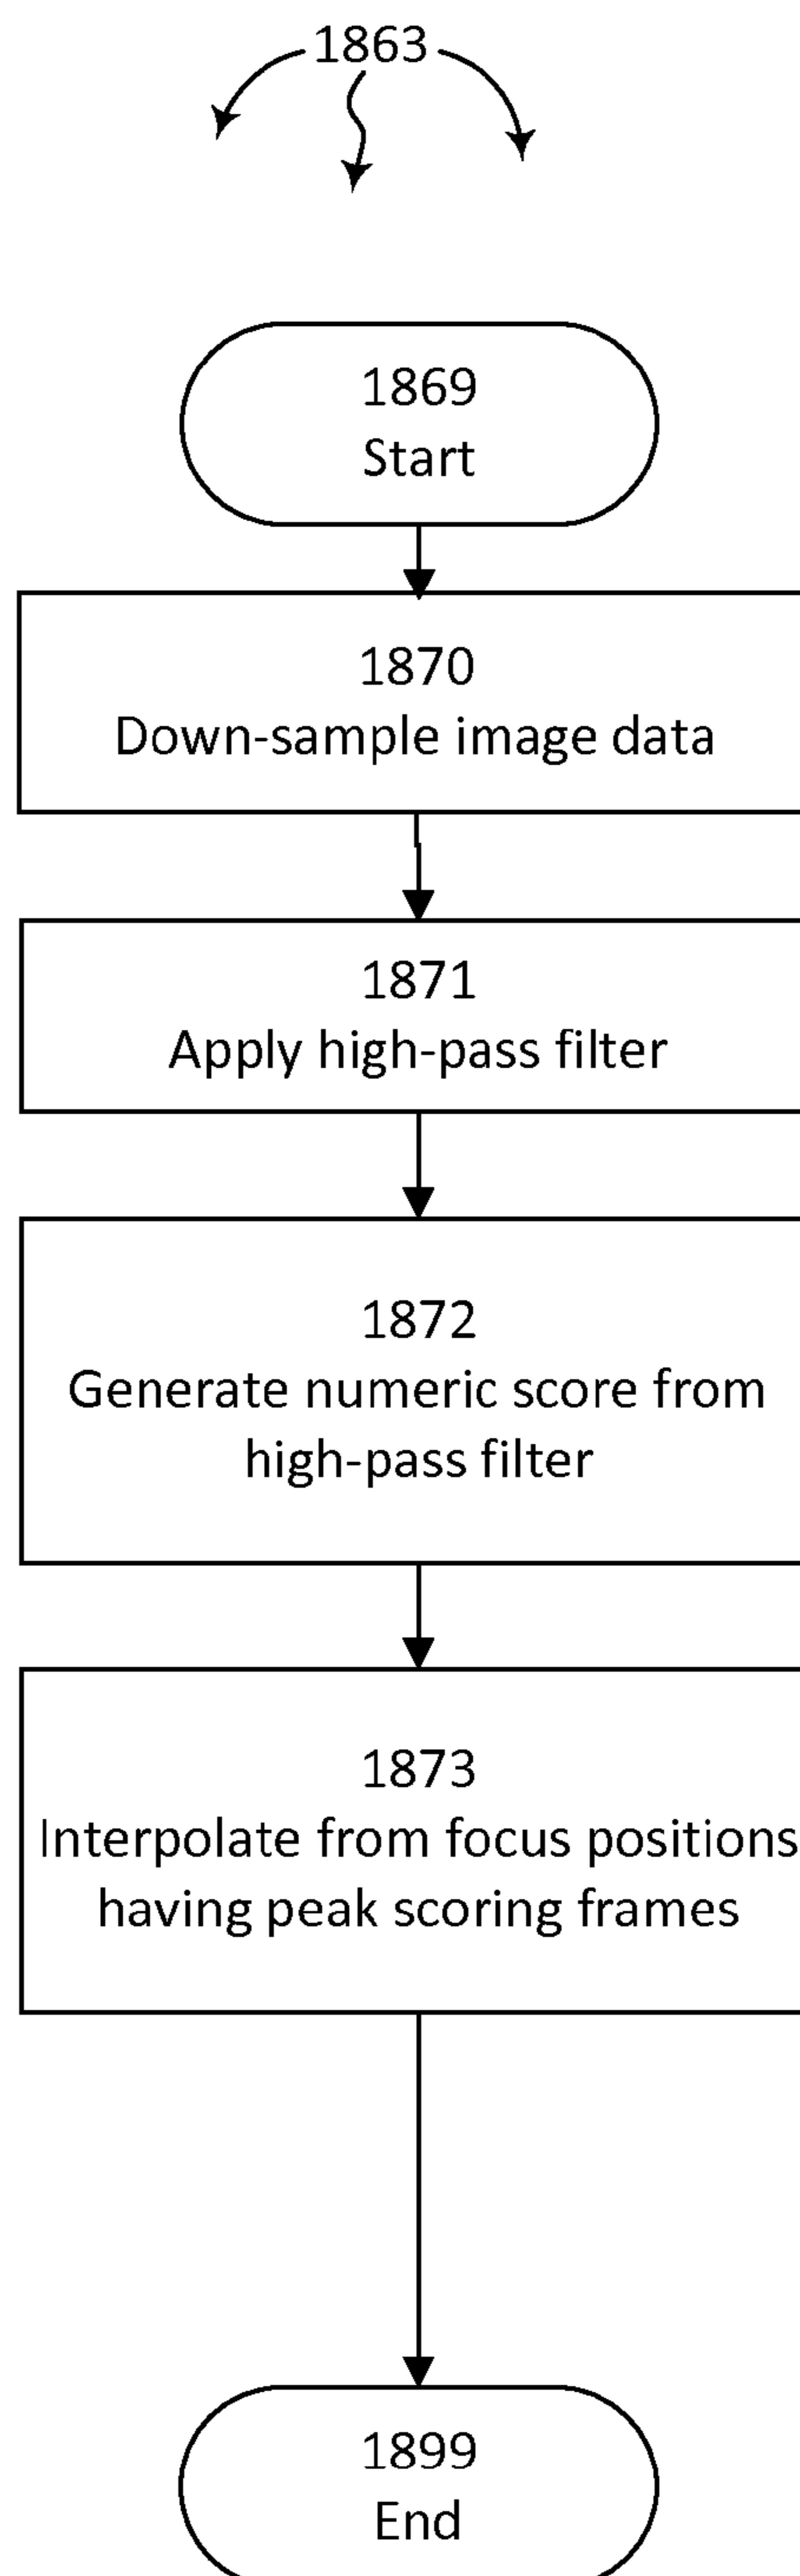 1863
1869
Start
1870
Down-sample image data
1871
Apply high-pass filter
1872
Generate numeric score from
high-pass filter
1873
Interpolate from focus positions
having peak scoring frames
1899
End